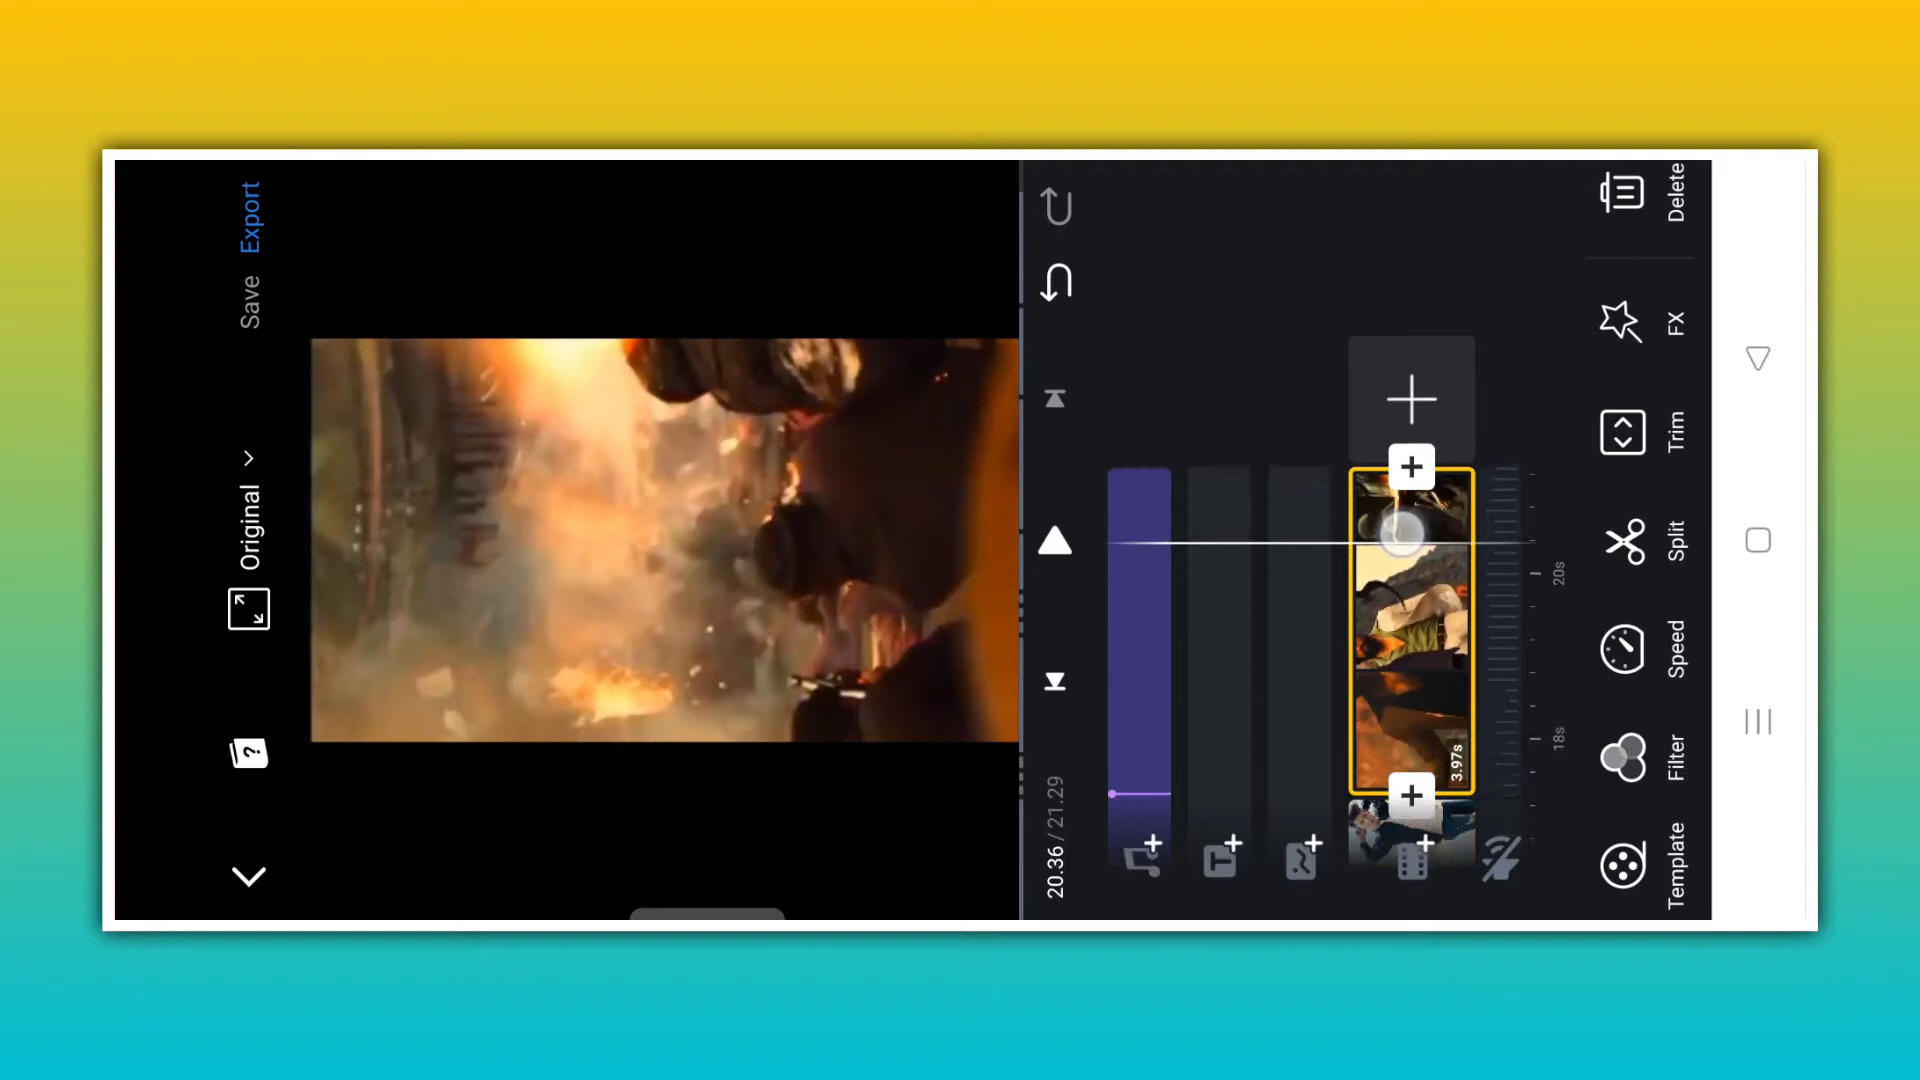 Original
Save
Export
20.36 / 21.29
3.97s
18s
20s
Template
Filter
Speed
Split
Trim
FX
Delete